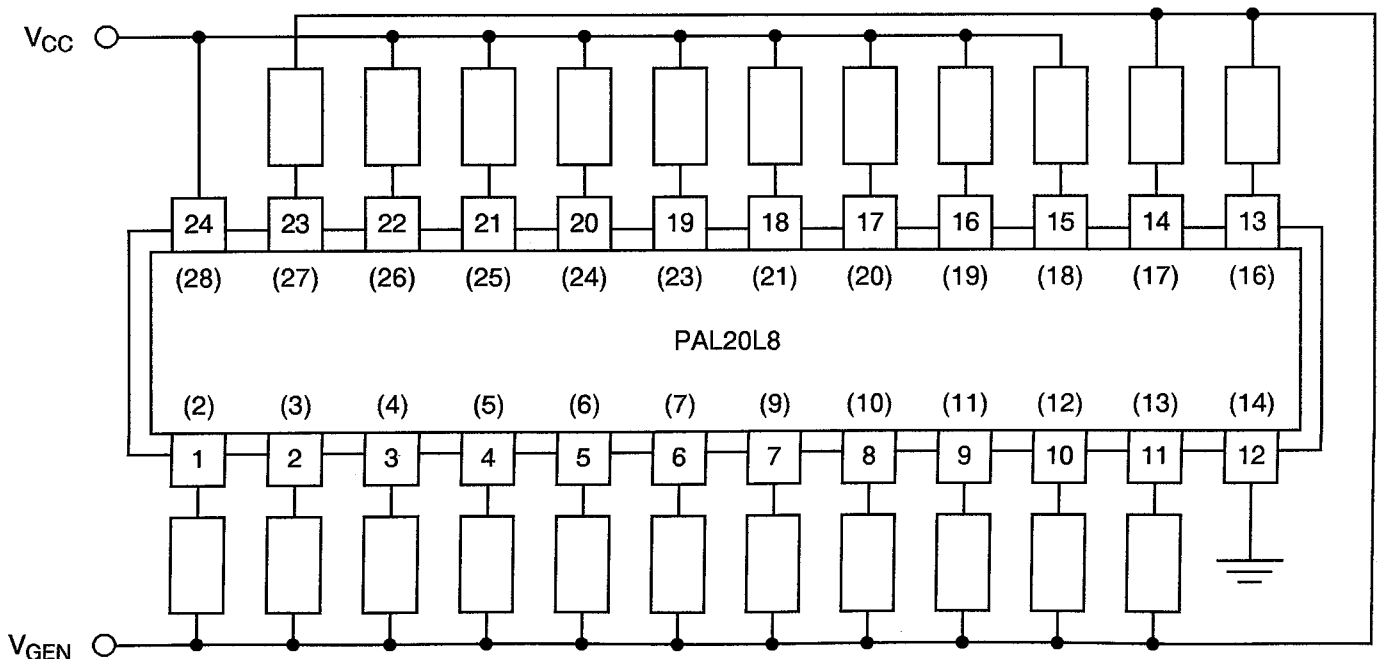 V_CC
24 23 22 21 20 19 18 17 16 15 14 13
(28) (27) (26) (25) (24) (23) (21) (20) (19) (18) (17) (16)
PAL20L8
(2) (3) (4) (5) (6) (7) (9) (10) (11) (12) (13) (14)
1 2 3 4 5 6 7 8 9 10 11 12
V_GEN